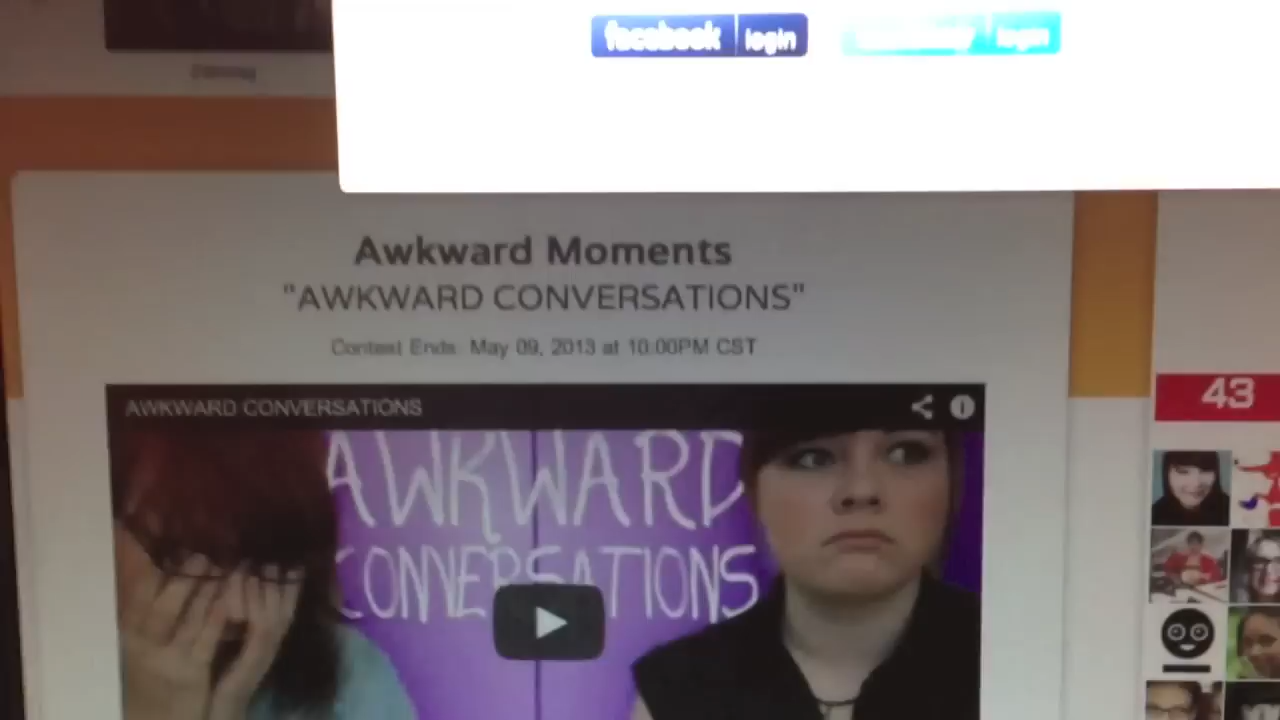 facebook login
login
Awkward Moments
"AWKWARD CONVERSATIONS"
Contest Ends: May 09, 2013 at 10:00PM CST
AWKWARD CONVERSATIONS
43
AWKWARD
CONVERSATIONS